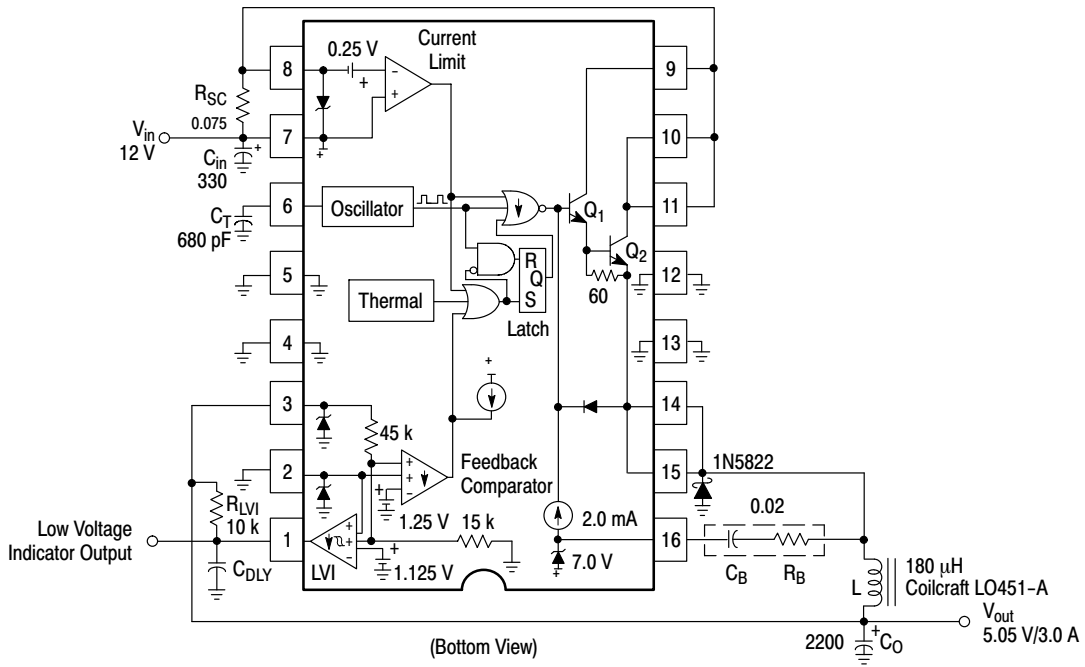 8
0.25 V
+
Current
Limit
−
+
9
R_SC
0.075
V_in
12 V
7
+
C_in
330
+
10
C_T
680 pF
6
Oscillator
Q_1
11
5
R
Q
S
Q_2
60
12
Thermal
Latch
4
+
13
3
45 k
14
2
+
+
−
Feedback
Comparator
15
1N5822
R_LVI
10 k
+
1.25 V
15 k
2.0 mA
0.02
Low Voltage
Indicator Output
1
+
+
−
+
C_DLY
LVI
1.125 V
7.0 V
+
16
C_B
R_B
L
180 μH
Coilcraft LO451−A
V_out
5.05 V/3.0 A
(Bottom View)
2200
+
C_O